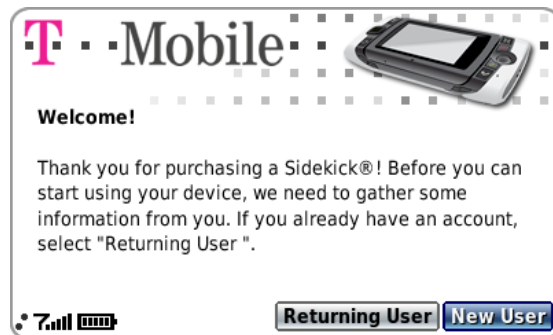 T · · Mobile ·
Welcome!
Thank you for purchasing a Sidekick®! Before you can
start using your device, we need to gather some
information from you. If you already have an account,
select "Returning User ".
7
Returning User New User